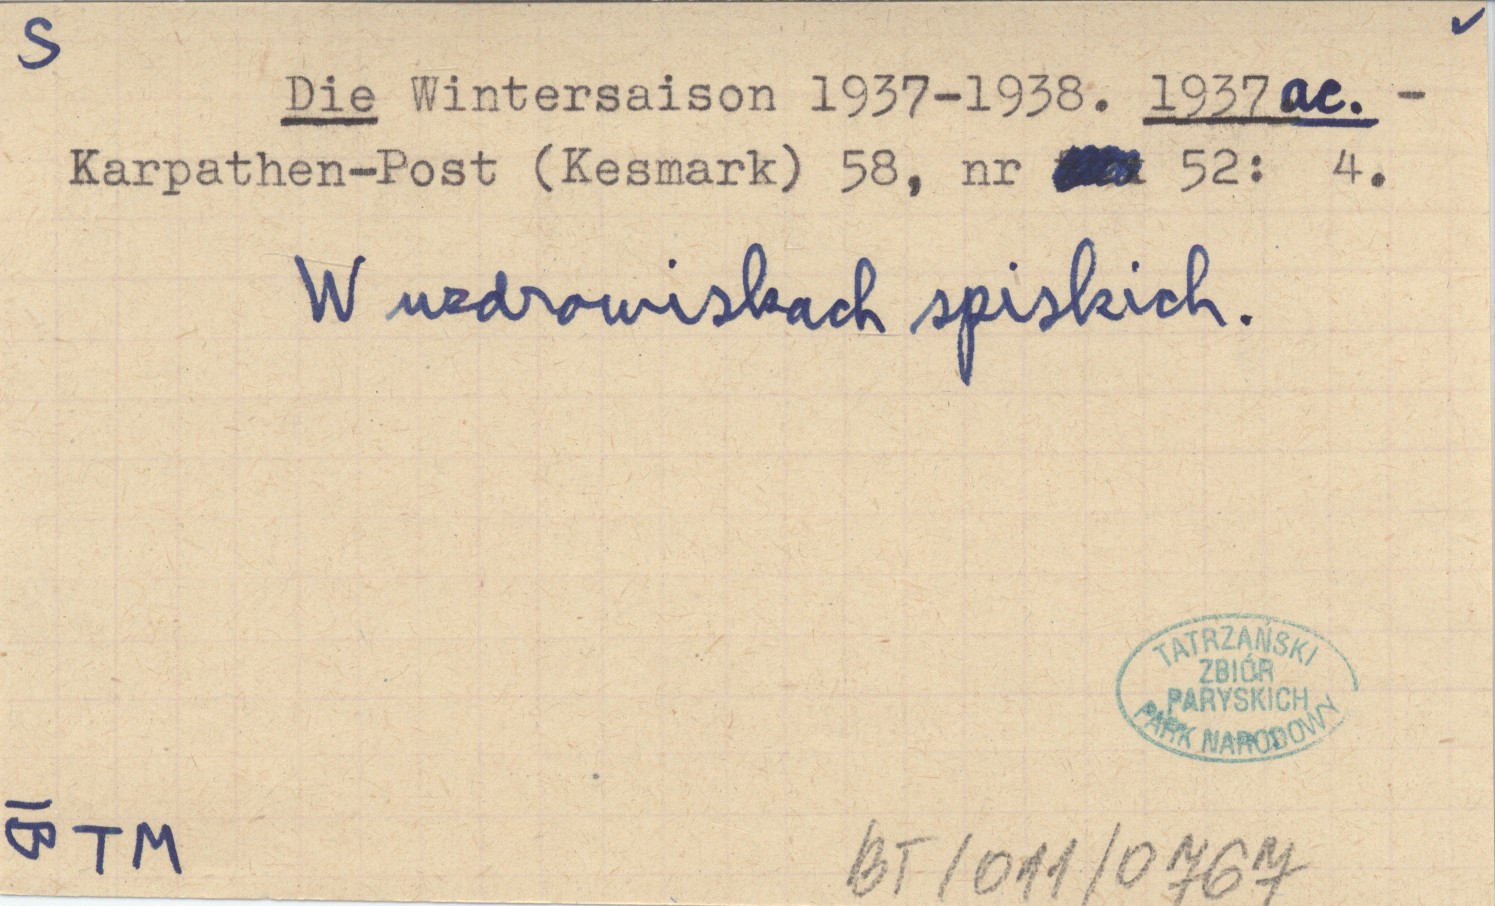 S ✓
Die Wintersaison 1937-1938. 1937 ac. -
Karpathen-Post (Kesmark) 58, nr 52: 4.
W uzdrowiskach spiskich.
TATRZAŃSKI
ZBIÓR
PARYSKICH
PARK NARODOWY
TM
BT/011/0767